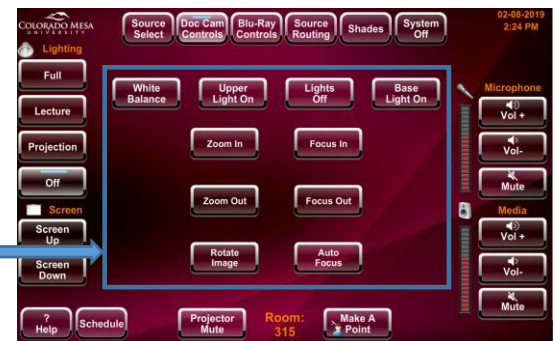 COLORADO MESA
UNIVERSITY
Source
Select
Doc Cam
Controls
Blu-Ray
Controls
Source
Routing
Shades
System
Off
02-08-2019
2:24 PM
Lighting
Full
Lecture
Projection
Off
Screen
Screen
Up
Screen
Down
White
Balance
Upper
Light On
Lights
Off
Base
Light On
Zoom In
Focus In
Zoom Out
Focus Out
Rotate
Image
Auto
Focus
Microphone
Vol +
Vol-
Mute
Media
Vol +
Vol-
Mute
?
Help
Schedule
Projector
Mute
Room:
315
Make A
Point